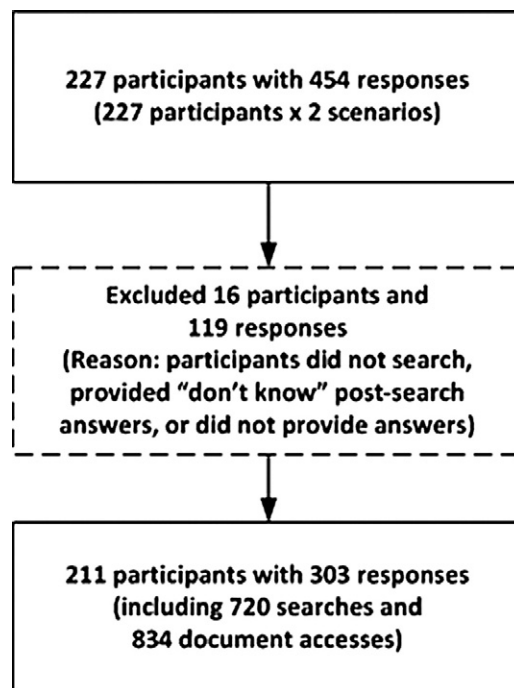 227 participants with 454 responses
(227 participants x 2 scenarios)
Excluded 16 participants and
119 responses
(Reason: participants did not search,
provided “don’t know” post-search
answers, or did not provide answers)
211 participants with 303 responses
(including 720 searches and
834 document accesses)